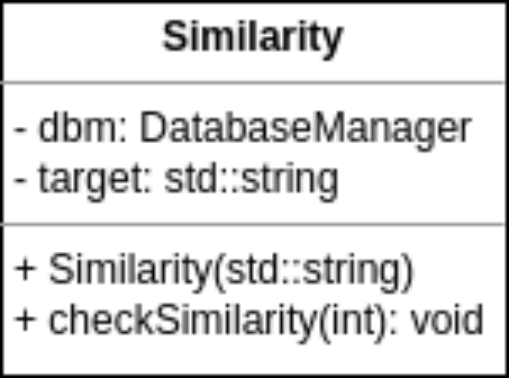 Similarity
- dbm: DatabaseManager
- target: std::string
+ Similarity(std::string)
+ checkSimilarity(int): void